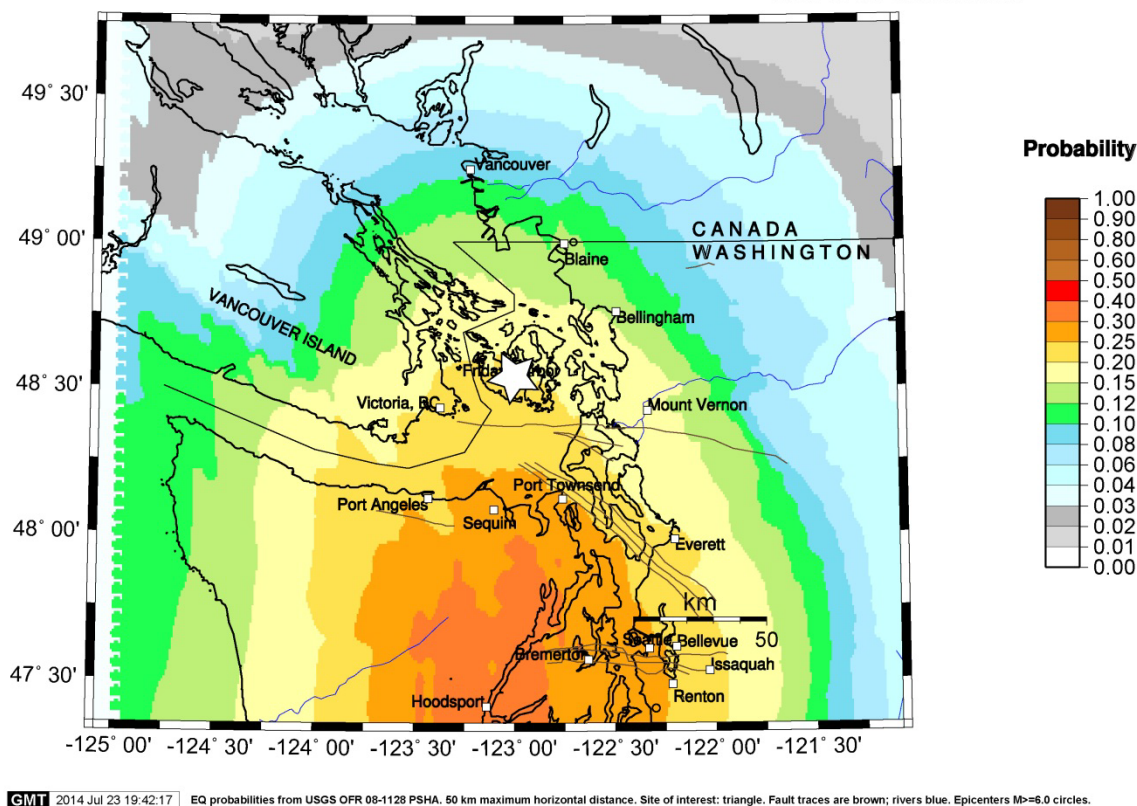 Probability
1.00
0.90
0.80
0.60
0.50
0.40
0.30
0.20
0.15
0.12
0.10
0.08
0.06
0.04
0.03
0.02
0.01
0.00
49° 30'
49° 00'
48° 30'
48° 00'
47° 30'
Vancouver
CANADA
WASHINGTON
Blaine
VANCOUVER ISLAND
Bellingham
Victoria, BC
Mount Vernon
Port Angeles
Port Townsend
Sequim
Everett
km
50
Seattle
Bellevue
Bremerton
Issaquah
Renton
Hoodsport
-125° 00' -124° 30' -124° 00' -123° 30' -123° 00' -122° 30' -122° 00' -121° 30'
GMT 2014 Jul 23 19:42:17 EQ probabilities from USGS OFR 08-1128 PSHA. 50 km maximum horizontal distance. Site of interest: triangle. Fault traces are brown; rivers blue. Epicenters M>=6.0 circles.